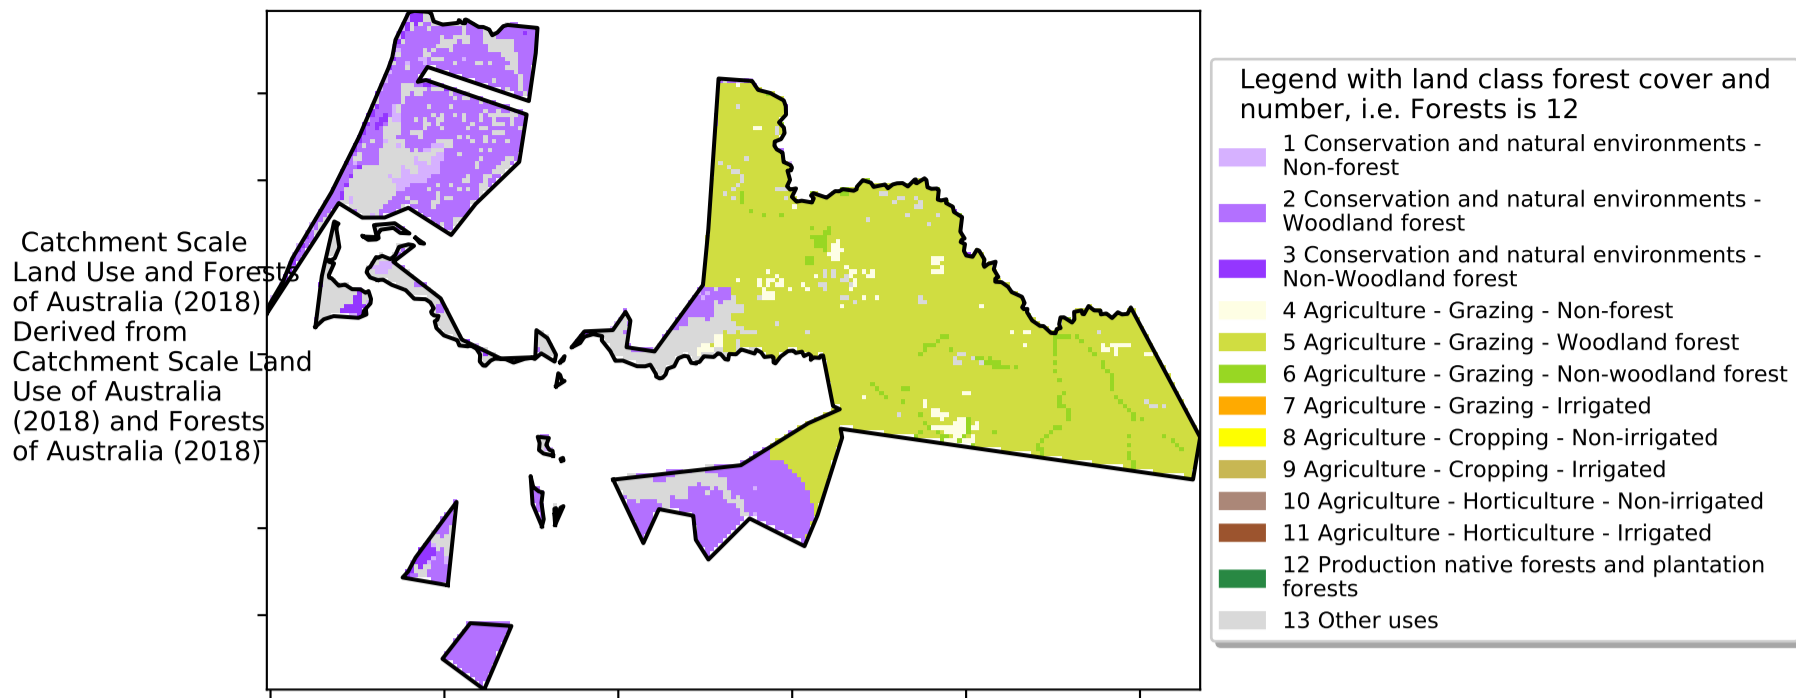 Catchment Scale
Land Use and Forests
of Australia (2018)
Derived from
Catchment Scale Land
Use of Australia
(2018) and Forests
of Australia (2018)
Legend with land class forest cover and
number, i.e. Forests is 12
1 Conservation and natural environments -
Non-forest
2 Conservation and natural environments -
Woodland forest
3 Conservation and natural environments -
Non-Woodland forest
4 Agriculture - Grazing - Non-forest
5 Agriculture - Grazing - Woodland forest
6 Agriculture - Grazing - Non-woodland forest
7 Agriculture - Grazing - Irrigated
8 Agriculture - Cropping - Non-irrigated
9 Agriculture - Cropping - Irrigated
10 Agriculture - Horticulture - Non-irrigated
11 Agriculture - Horticulture - Irrigated
12 Production native forests and plantation
forests
13 Other uses